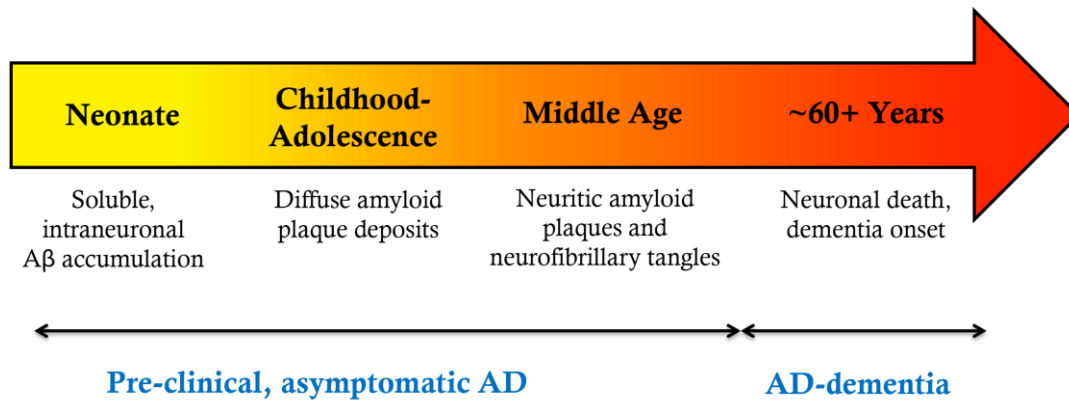 Neonate
Childhood-
Adolescence
Middle Age
~60+ Years
Soluble,
intraneuronal
Aβ accumulation
Diffuse amyloid
plaque deposits
Neuritic amyloid
plaques and
neurofibrillary tangles
Neuronal death,
dementia onset
Pre-clinical, asymptomatic AD
AD-dementia